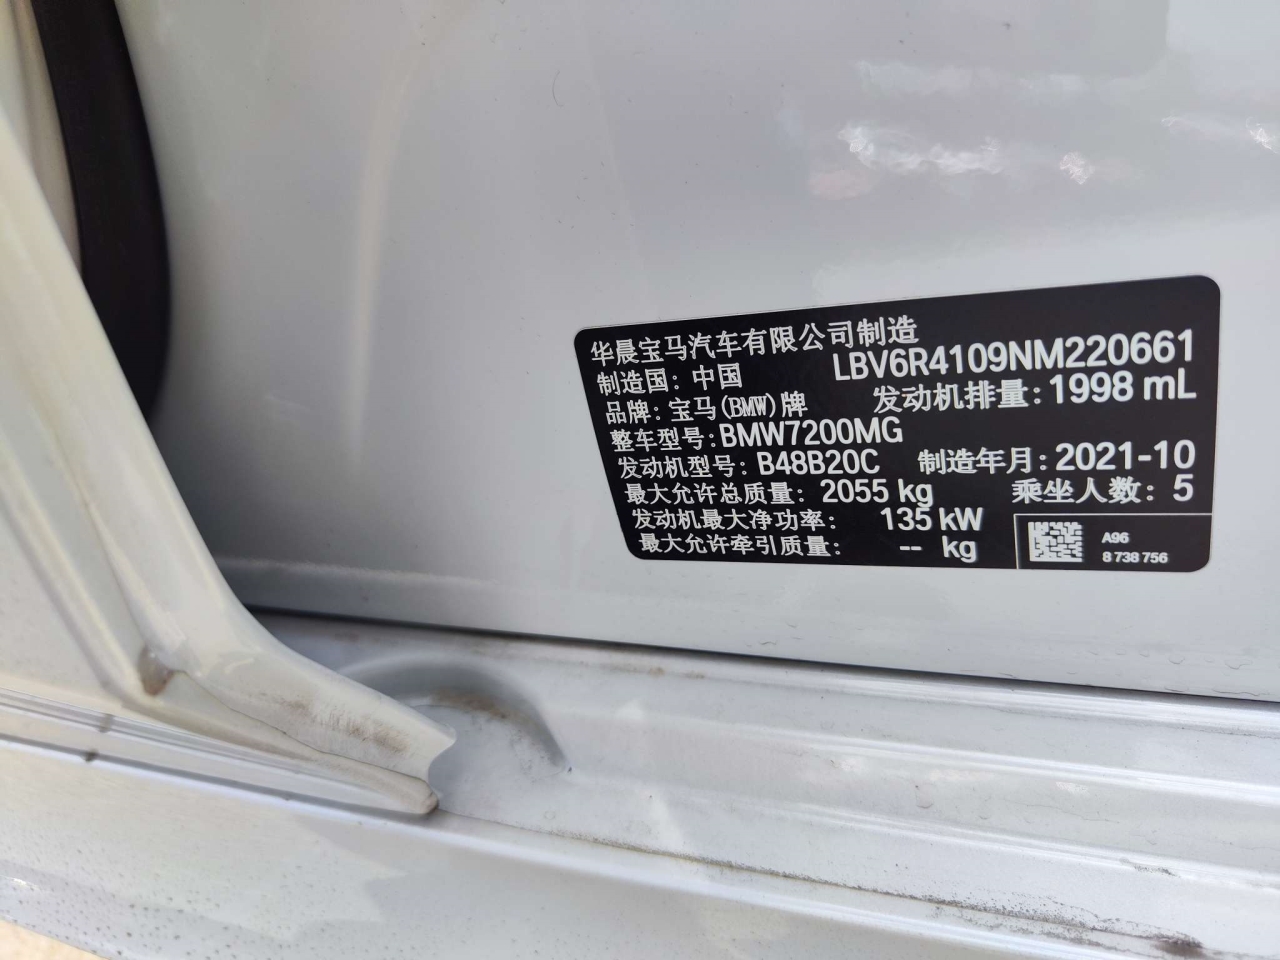 华晨宝马汽车有限公司制造
制造国：中国 LBV6R4109NM220661
品牌：宝马(BMW)牌 发动机排量：1998 mL
整车型号：BMW7200MG
发动机型号：B48B20C 制造年月：2021-10
最大允许总质量：2055 kg 乘坐人数：5
发动机最大净功率：135 kW
最大允许牵引质量：-- kg
A96
8 738 756